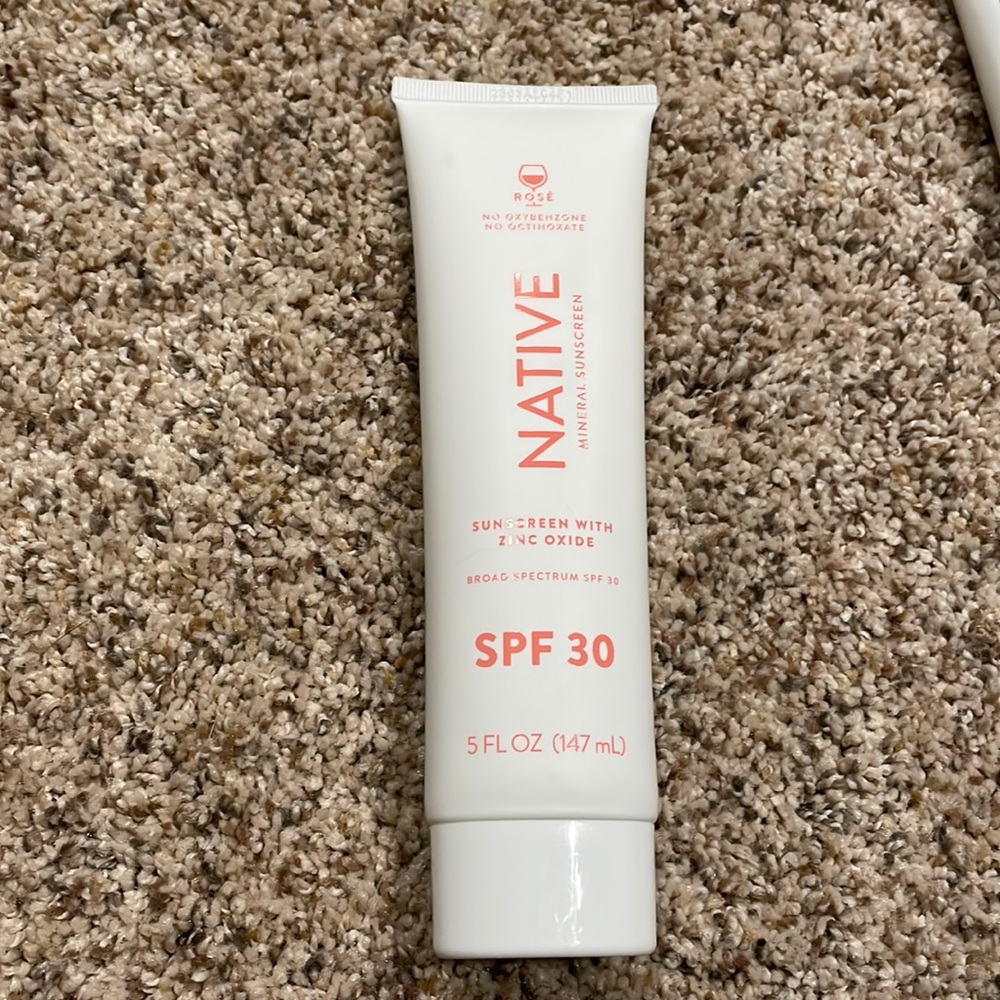 ROSÉ
NO OXYBENZONE
NO OCTINOXATE
NATIVE
MINERAL SUNSCREEN
SUNSCREEN WITH
ZINC OXIDE
BROAD SPECTRUM SPF 30
SPF 30
5 FL OZ (147 mL)